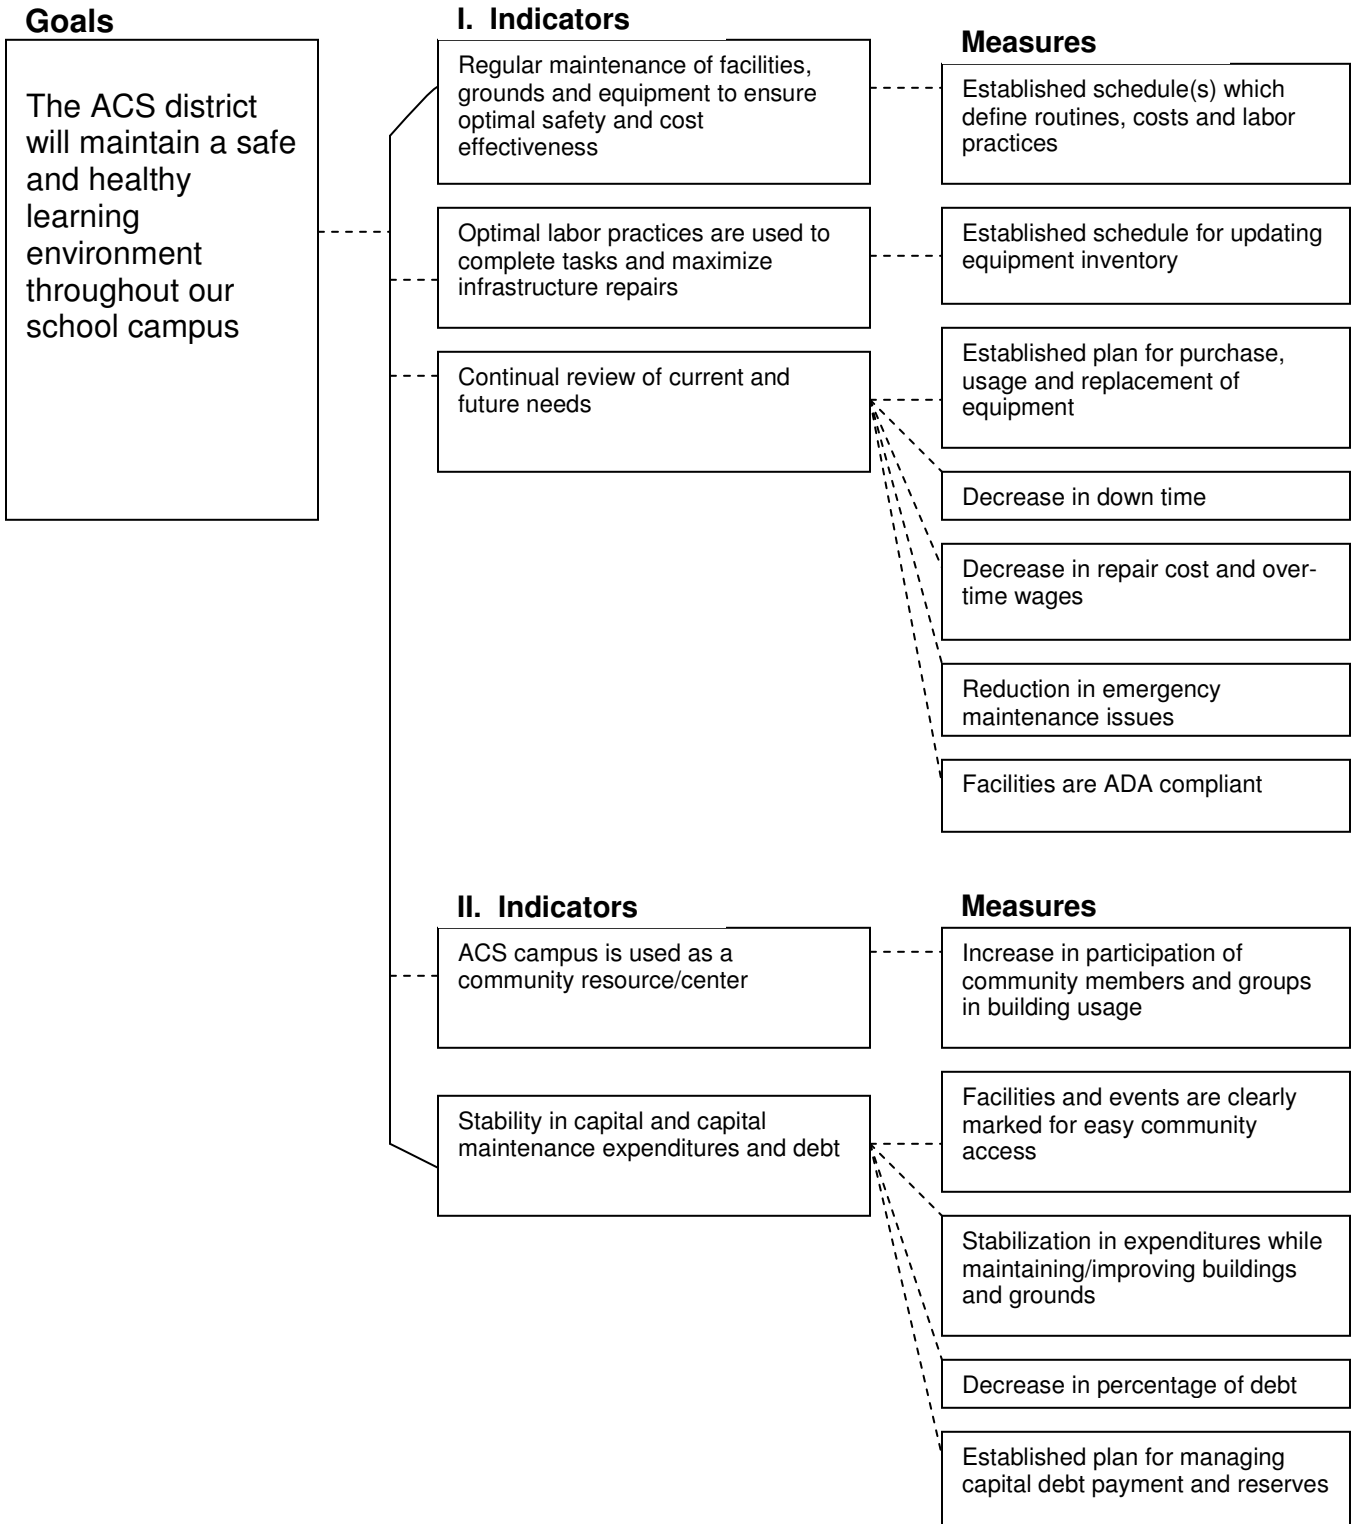 Goals
The ACS district
will maintain a safe
and healthy
learning
environment
throughout our
school campus
I. Indicators
Regular maintenance of facilities,
grounds and equipment to ensure
optimal safety and cost
effectiveness
Optimal labor practices are used to
complete tasks and maximize
infrastructure repairs
Continual review of current and
future needs
Measures
Established schedule(s) which
define routines, costs and labor
practices
Established schedule for updating
equipment inventory
Established plan for purchase,
usage and replacement of
equipment
Decrease in down time
Decrease in repair cost and over-
time wages
Reduction in emergency
maintenance issues
Facilities are ADA compliant
II. Indicators
ACS campus is used as a
community resource/center
Stability in capital and capital
maintenance expenditures and debt
Measures
Increase in participation of
community members and groups
in building usage
Facilities and events are clearly
marked for easy community
access
Stabilization in expenditures while
maintaining/improving buildings
and grounds
Decrease in percentage of debt
Established plan for managing
capital debt payment and reserves